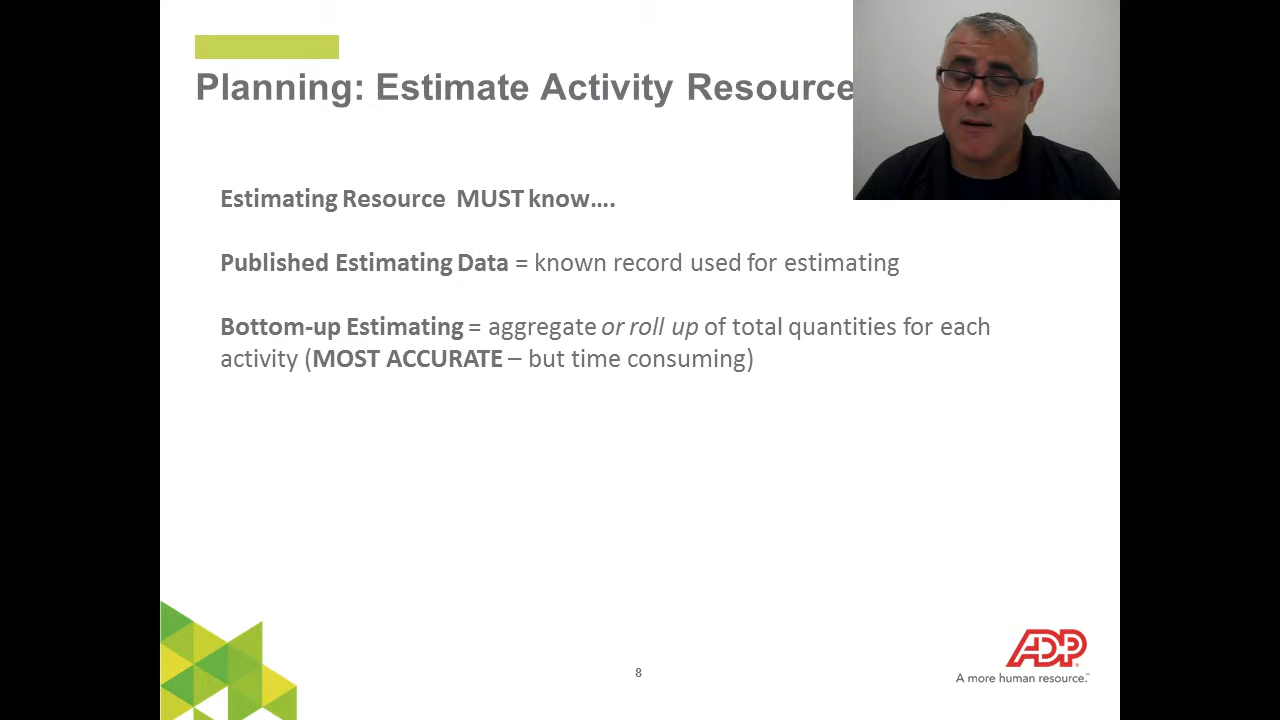 Planning: Estimate Activity Resource
Estimating Resource MUST know….
Published Estimating Data = known record used for estimating
Bottom-up Estimating = aggregate or roll up of total quantities for each
activity (MOST ACCURATE – but time consuming)
8
ADP
A more human resource.™